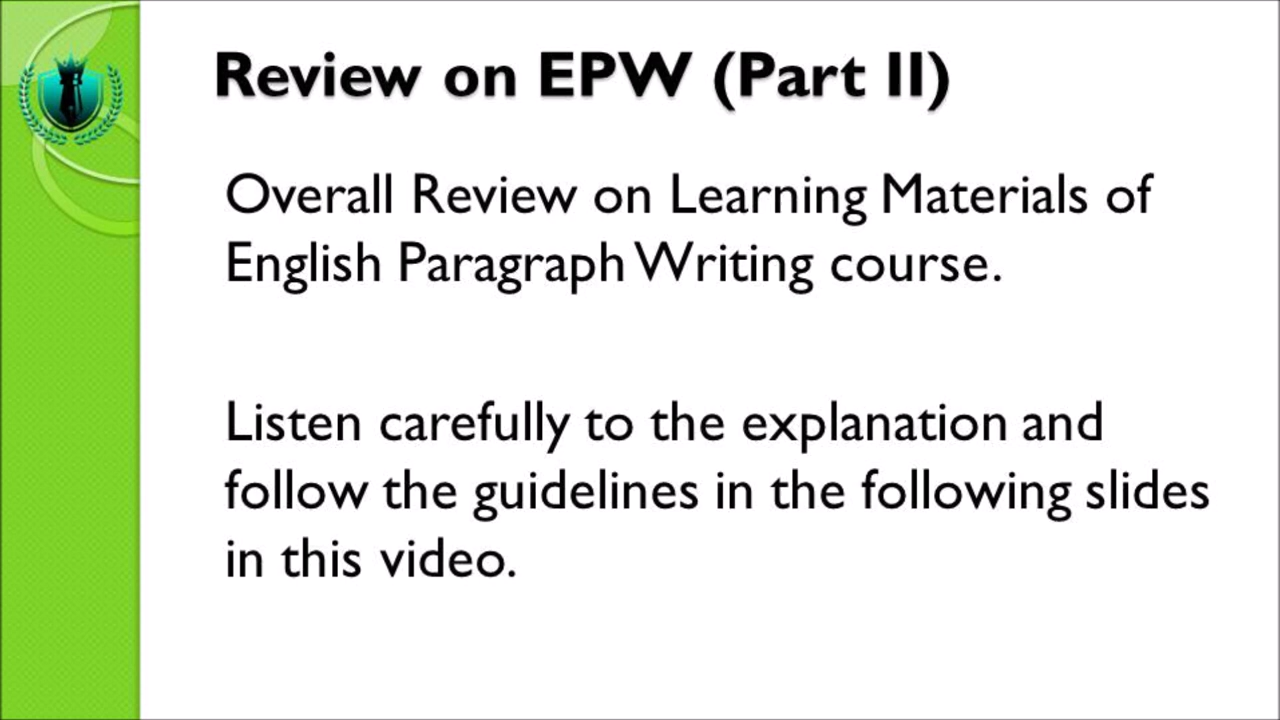 Review on EPW (Part II)
Overall Review on Learning Materials of
English Paragraph Writing course.
Listen carefully to the explanation and
follow the guidelines in the following slides
in this video.